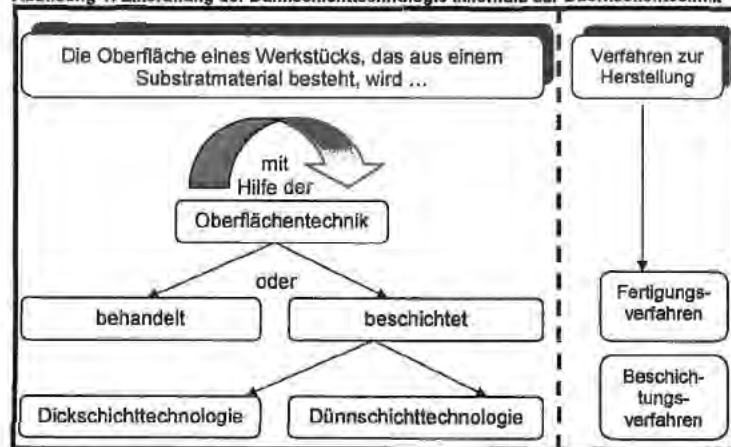 Die Oberfläche eines Werkstücks, das aus einem
Substratmaterial besteht, wird ...
mit
Hilfe der
Oberflächentechnik
oder
behandelt
beschichtet
Dickschichttechnologie
Dünnschichttechnologie
Verfahren zur
Herstellung
Fertigungs-
verfahren
Beschich-
tungs-
verfahren